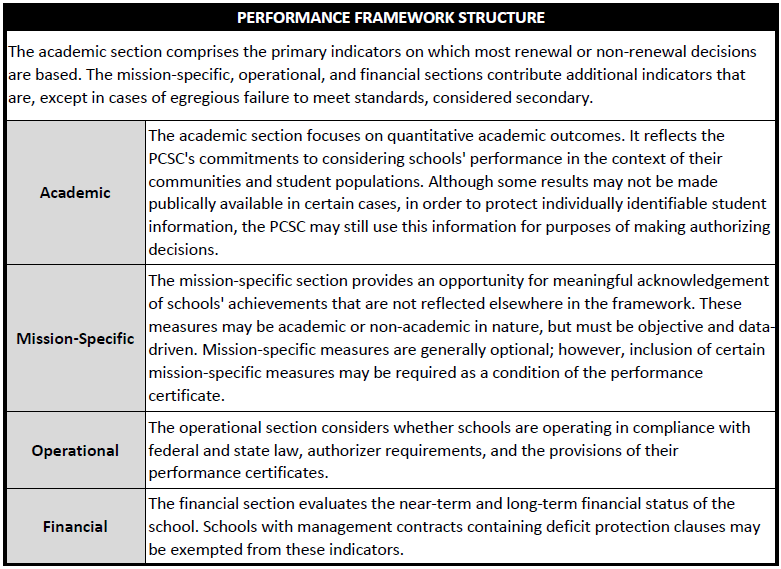 PERFORMANCE FRAMEWORK STRUCTURE
The academic section comprises the primary indicators on which most renewal or non-renewal decisions
are based. The mission-specific, operational, and financial sections contribute additional indicators that
are, except in cases of egregious failure to meet standards, considered secondary.
Academic
The academic section focuses on quantitative academic outcomes. It reflects the
PCSC's commitments to considering schools' performance in the context of their
communities and student populations. Although some results may not be made
publically available in certain cases, in order to protect individually identifiable student
information, the PCSC may still use this information for purposes of making authorizing
decisions.
Mission-Specific
The mission-specific section provides an opportunity for meaningful acknowledgement
of schools' achievements that are not reflected elsewhere in the framework. These
measures may be academic or non-academic in nature, but must be objective and data-
driven. Mission-specific measures are generally optional; however, inclusion of certain
mission-specific measures may be required as a condition of the performance
certificate.
Operational
The operational section considers whether schools are operating in compliance with
federal and state law, authorizer requirements, and the provisions of their
performance certificates.
Financial
The financial section evaluates the near-term and long-term financial status of the
school. Schools with management contracts containing deficit protection clauses may
be exempted from these indicators.